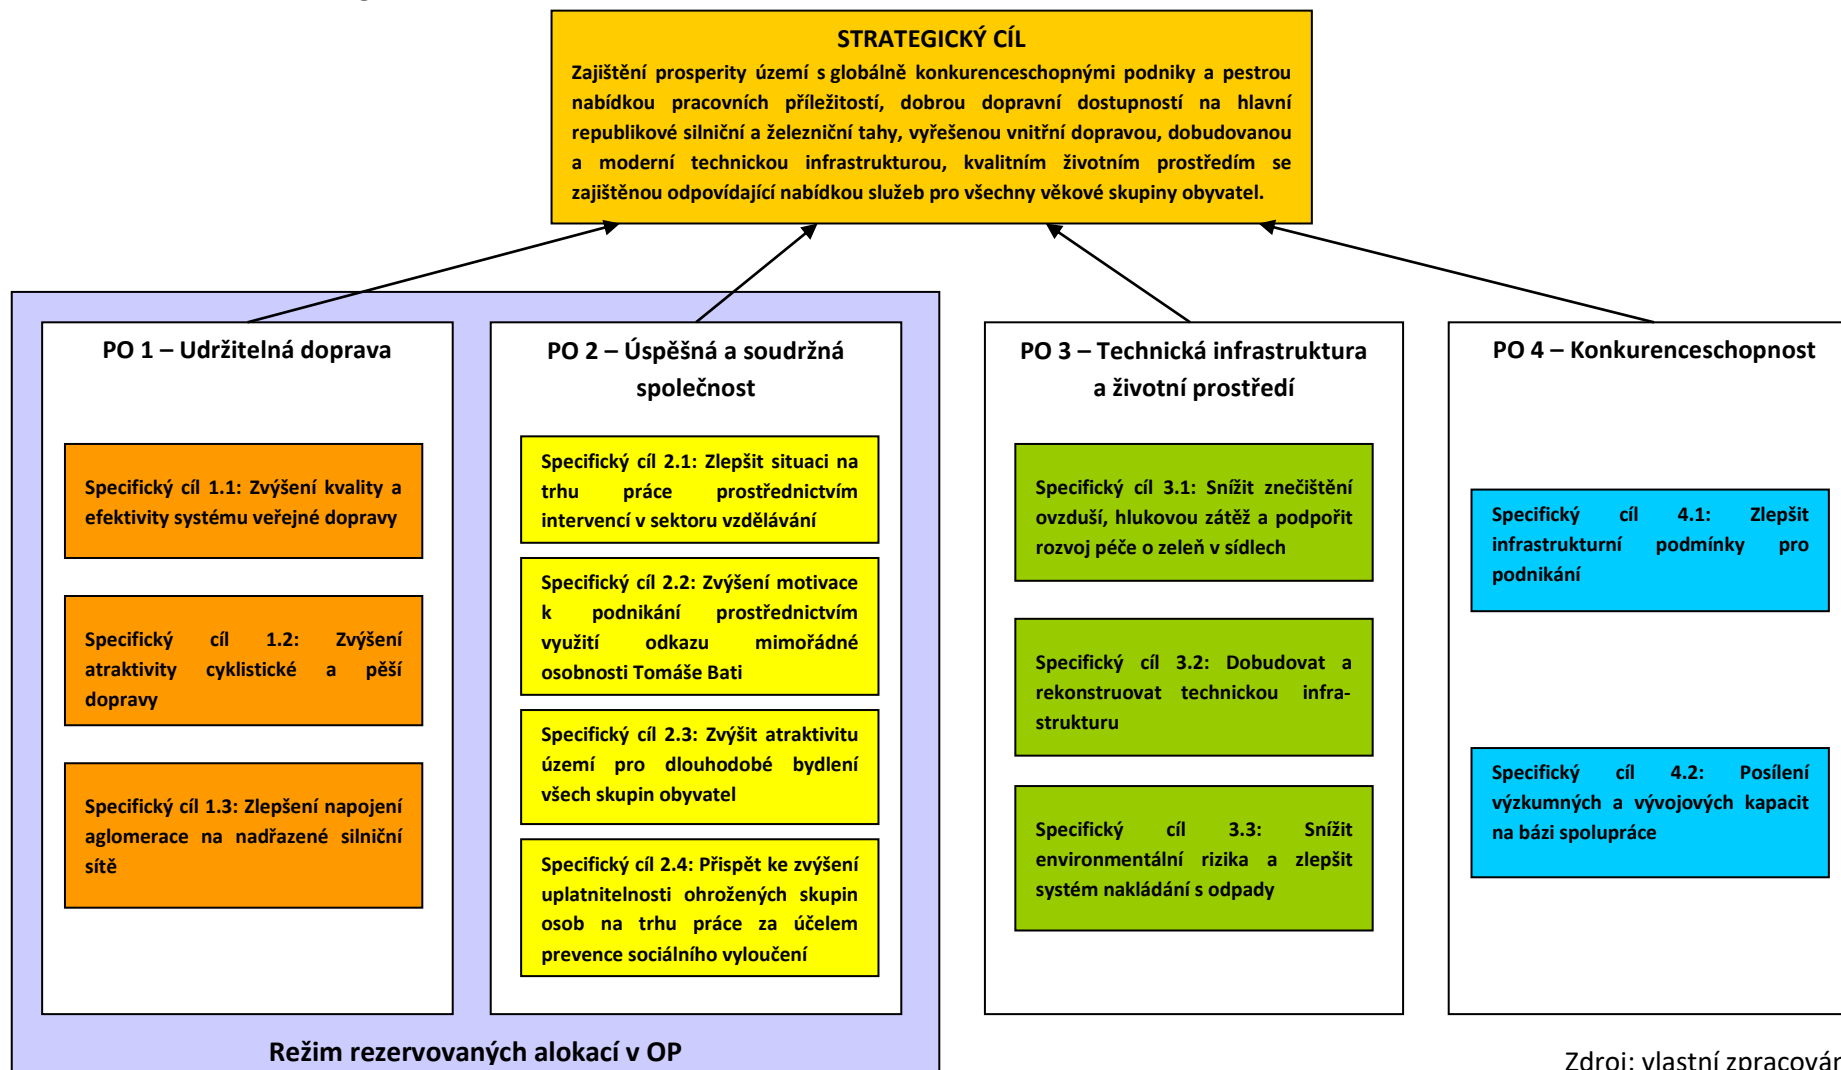 STRATEGICKÝ CÍL
Zajištění prosperity území s globálně konkurenceschopnými podniky a pestrou
nabídkou pracovních příležitostí, dobrou dopravní dostupností na hlavní
republikové silniční a železniční tahy, vyřešenou vnitřní dopravou, dobudovanou
a moderní technickou infrastrukturou, kvalitním životním prostředím se
zajištěnou odpovídající nabídkou služeb pro všechny věkové skupiny obyvatel.
PO 1 – Udržitelná doprava
Specifický cíl 1.1: Zvýšení kvality a
efektivity systému veřejné dopravy
Specifický cíl 1.2: Zvýšení
atraktivity cyklistické a pěší
dopravy
Specifický cíl 1.3: Zlepšení napojení
aglomerace na nadřazené silniční
sítě
PO 2 – Úspěšná a soudržná
společnost
Specifický cíl 2.1: Zlepšit situaci na
trhu práce prostřednictvím
intervencí v sektoru vzdělávání
Specifický cíl 2.2: Zvýšení motivace
k podnikání prostřednictvím
využití odkazu mimořádné
osobnosti Tomáše Bati
Specifický cíl 2.3: Zvýšit atraktivitu
území pro dlouhodobé bydlení
všech skupin obyvatel
Specifický cíl 2.4: Přispět ke zvýšení
uplatnitelnosti ohrožených skupin
osob na trhu práce za účelem
prevence sociálního vyloučení
Režim rezervovaných alokací v OP
PO 3 – Technická infrastruktura
a životní prostředí
Specifický cíl 3.1: Snížit znečištění
ovzduší, hlukovou zátěž a podpořit
rozvoj péče o zeleň v sídlech
Specifický cíl 3.2: Dobudovat a
rekonstruovat technickou infra-
strukturu
Specifický cíl 3.3: Snížit
environmentální rizika a zlepšit
systém nakládání s odpady
PO 4 – Konkurenceschopnost
Specifický cíl 4.1: Zlepšit
infrastrukturní podmínky pro
podnikání
Specifický cíl 4.2: Posílení
výzkumných a vývojových kapacit
na bázi spolupráce
Zdroj: vlastní zpracován